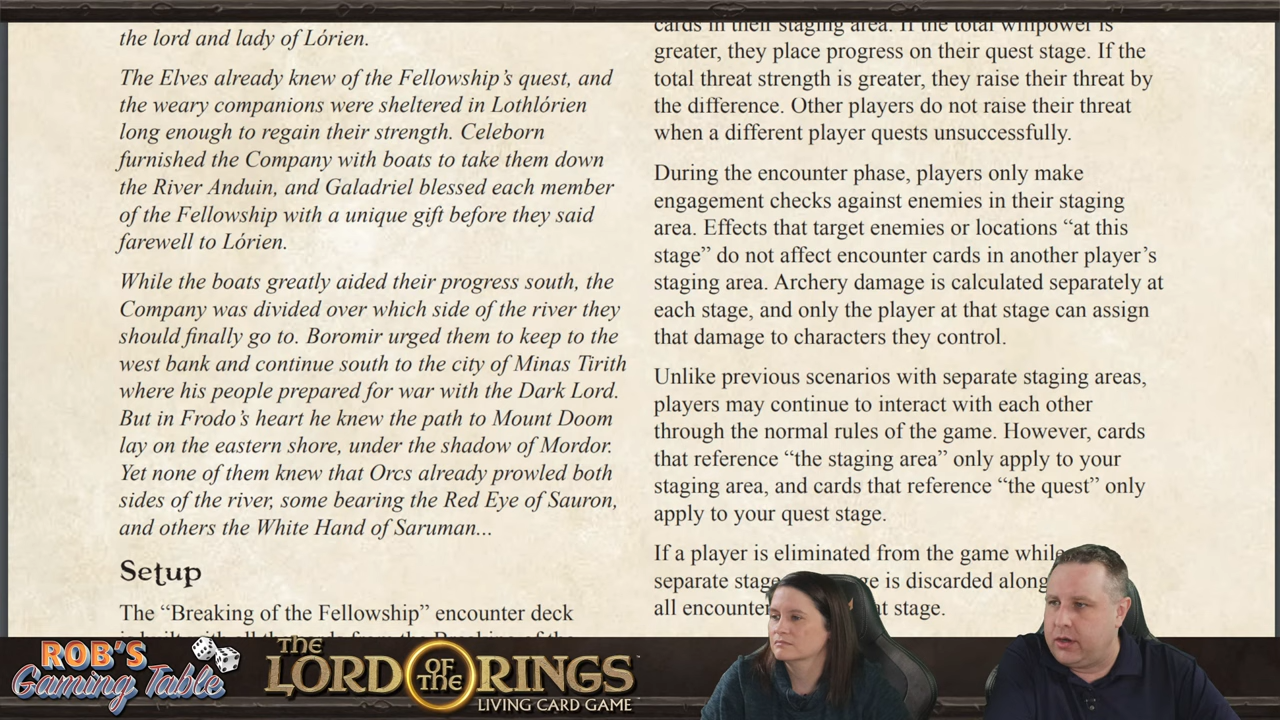 the lord and lady of Lórien.
The Elves already knew of the Fellowship's quest, and
the weary companions were sheltered in Lothlórien
long enough to regain their strength. Celeborn
furnished the Company with boats to take them down
the River Anduin, and Galadriel blessed each member
of the Fellowship with a unique gift before they said
farewell to Lórien.
While the boats greatly aided their progress south, the
Company was divided over which side of the river they
should finally go to. Boromir urged them to keep to the
west bank and continue south to the city of Minas Tirith
where his people prepared for war with the Dark Lord.
But in Frodo's heart he knew the path to Mount Doom
lay on the eastern shore, under the shadow of Mordor.
Yet none of them knew that Orcs already prowled both
sides of the river, some bearing the Red Eye of Sauron,
and others the White Hand of Saruman...
Setup
The “Breaking of the Fellowship” encounter deck
cards in their staging area. If the total willpower is
greater, they place progress on their quest stage. If the
total threat strength is greater, they raise their threat by
the difference. Other players do not raise their threat
when a different player quests unsuccessfully.
During the encounter phase, players only make
engagement checks against enemies in their staging
area. Effects that target enemies or locations “at this
stage” do not affect encounter cards in another player's
staging area. Archery damage is calculated separately at
each stage, and only the player at that stage can assign
that damage to characters they control.
Unlike previous scenarios with separate staging areas,
players may continue to interact with each other
through the normal rules of the game. However, cards
that reference “the staging area” only apply to your
staging area, and cards that reference “the quest” only
apply to your quest stage.
If a player is eliminated from the game while
separate is discarded along
all encounter at stage.
ROB'S
Gaming Table
THE
LORD OF THE RINGS
LIVING CARD GAME